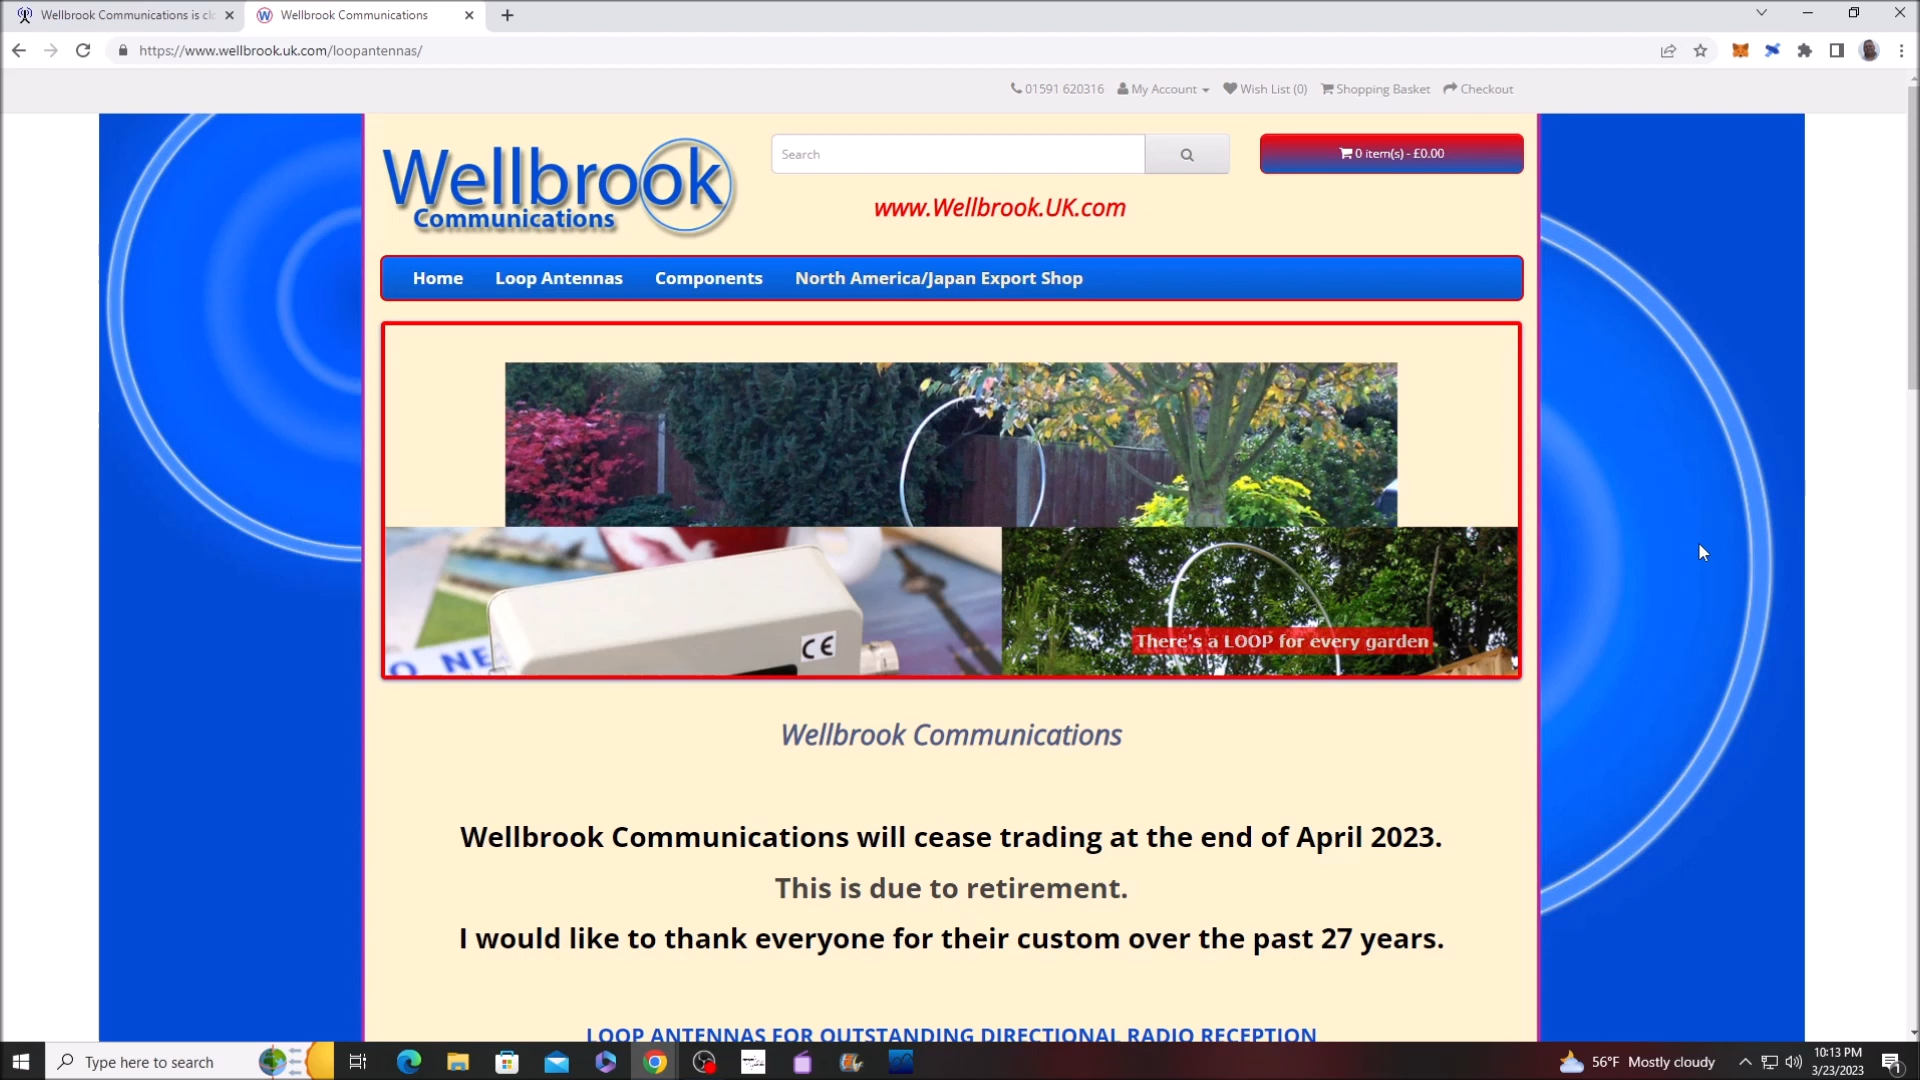 Wellbrook Communications is cl
Wellbrook Communications
https://www.wellbrook.uk.com/loopantennas/
01591 620316 My Account Wish List (0) Shopping Basket Checkout
Wellbrook
Communications
Search
0 item(s) - £0.00
www.Wellbrook.UK.com
Home Loop Antennas Components North America/Japan Export Shop
CE
There's a LOOP for every garden
Wellbrook Communications
Wellbrook Communications will cease trading at the end of April 2023.
This is due to retirement.
I would like to thank everyone for their custom over the past 27 years.
LOOP ANTENNAS FOR OUTSTANDING DIRECTIONAL RADIO RECEPTION
Type here to search
56°F Mostly cloudy
10:13 PM
3/23/2023
1